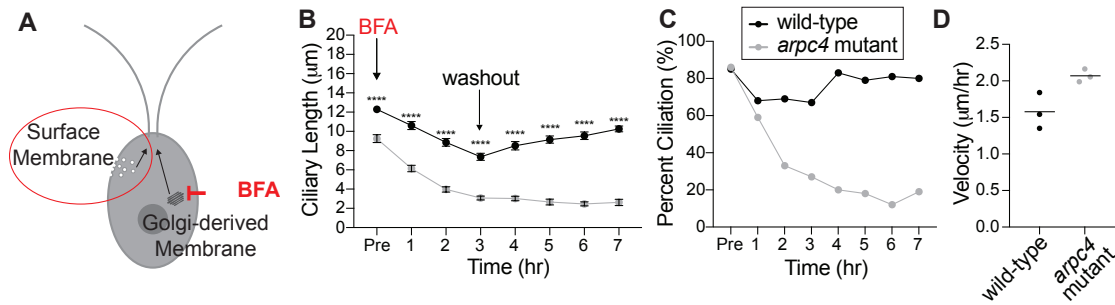 A
Surface
Membrane
BFA
Golgi-derived
Membrane
B
BFA
washout
Ciliary Length (μm)
20
18
16
14
12
10
8
6
4
2
0
****
****
****
****
****
****
****
****
Pre 1 2 3 4 5 6 7
Time (hr)
C
wild-type
arpc4 mutant
Percent Ciliation (%)
100
80
60
40
20
0
Pre 1 2 3 4 5 6 7
Time (hr)
D
Velocity (μm/hr)
2.5
2.0
1.5
1.0
0.5
0.0
wild-type
arpc4
mutant